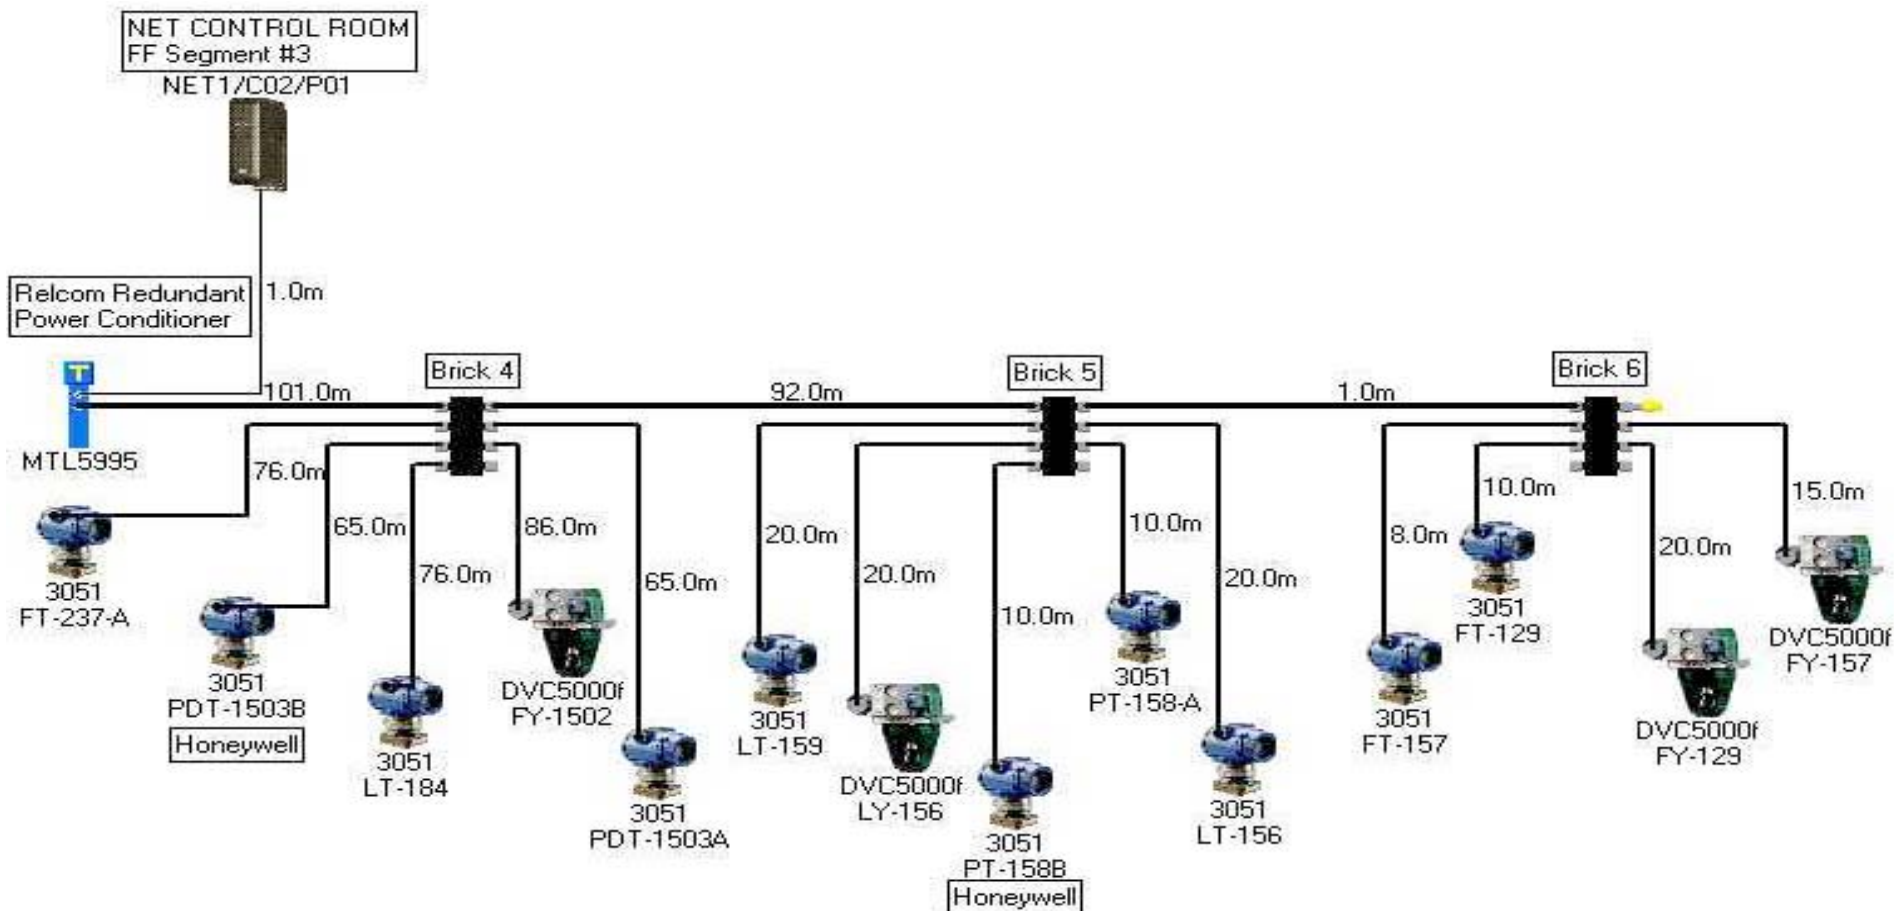 NET CONTROL ROOM
FF Segment #3
NET1/C02/P01
Relcom Redundant
Power Conditioner
1.0m
T
MTL5995
101.0m
Brick 4
92.0m
Brick 5
1.0m
Brick 6
76.0m
65.0m
76.0m
86.0m
65.0m
20.0m
20.0m
10.0m
10.0m
20.0m
8.0m
10.0m
20.0m
15.0m
3051
FT-237-A
3051
PDT-1503B
Honeywell
3051
LT-184
DVC5000f
FY-1502
3051
PDT-1503A
3051
LT-159
DVC5000f
LY-156
3051
PT-158B
Honeywell
3051
PT-158-A
3051
LT-156
3051
FT-157
3051
FT-129
DVC5000f
FY-129
DVC5000f
FY-157